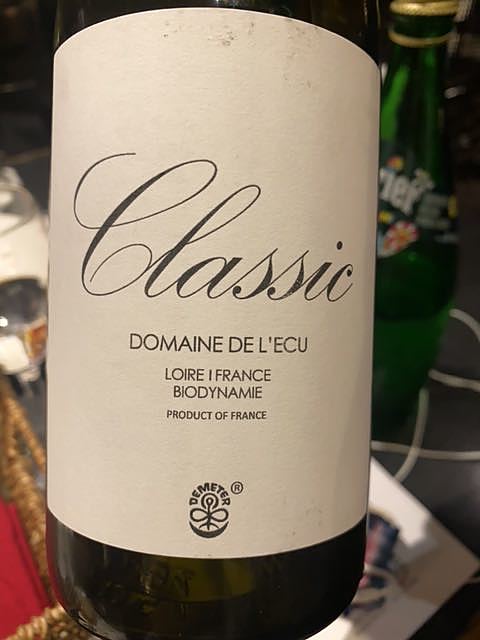 Classic
DOMAINE DE L'ECU
LOIRE I FRANCE
BIODYNAMIE
PRODUCT OF FRANCE
DEMETER ®